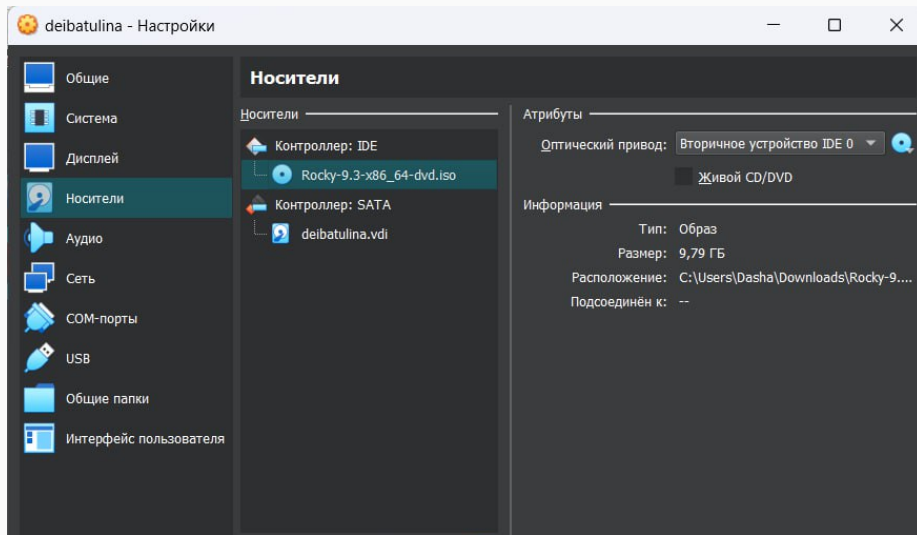 deibatulina - Настройки
Общие
Система
Дисплей
Носители
Аудио
Сеть
COM-порты
USB
Общие папки
Интерфейс пользователя
Носители
Носители
Контроллер: IDE
Rocky-9.3-x86_64-dvd.iso
Контроллер: SATA
deibatulina.vdi
Атрибуты
Оптический привод: Вторичное устройство IDE 0
Живой CD/DVD
Информация
Тип: Образ
Размер: 9,79 ГБ
Расположение: C:\Users\Dasha\Downloads\Rocky-9....
Подсоединён к: --